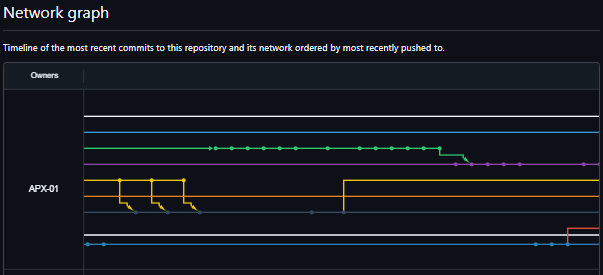 Network graph
Timeline of the most recent commits to this repository and its network ordered by most recently pushed to.
Owners
APX-01